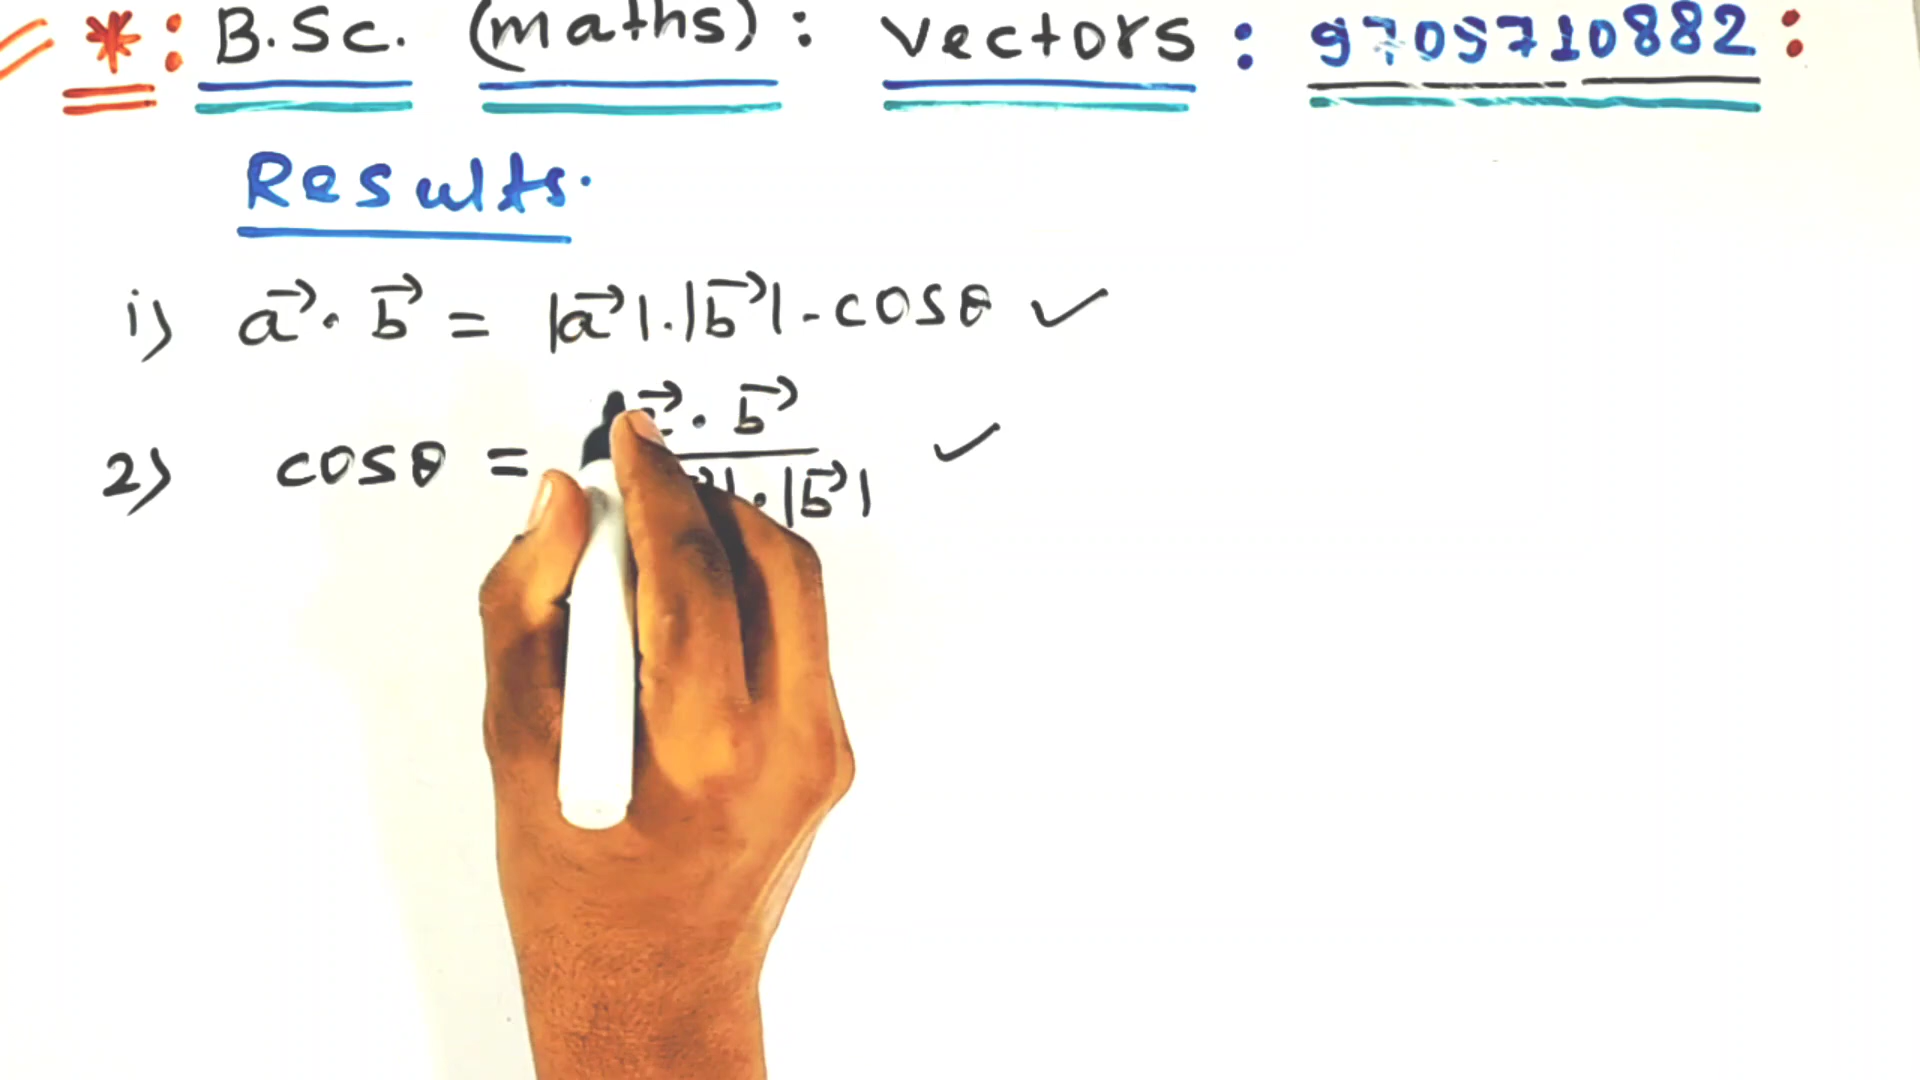 *: B.Sc. (maths): Vectors: 9705710882:
Results.
i) a⃗ · b⃗ = |a⃗|.|b⃗| - cosθ ✓
· b⃗
2) cosθ = ✓
· |b⃗|